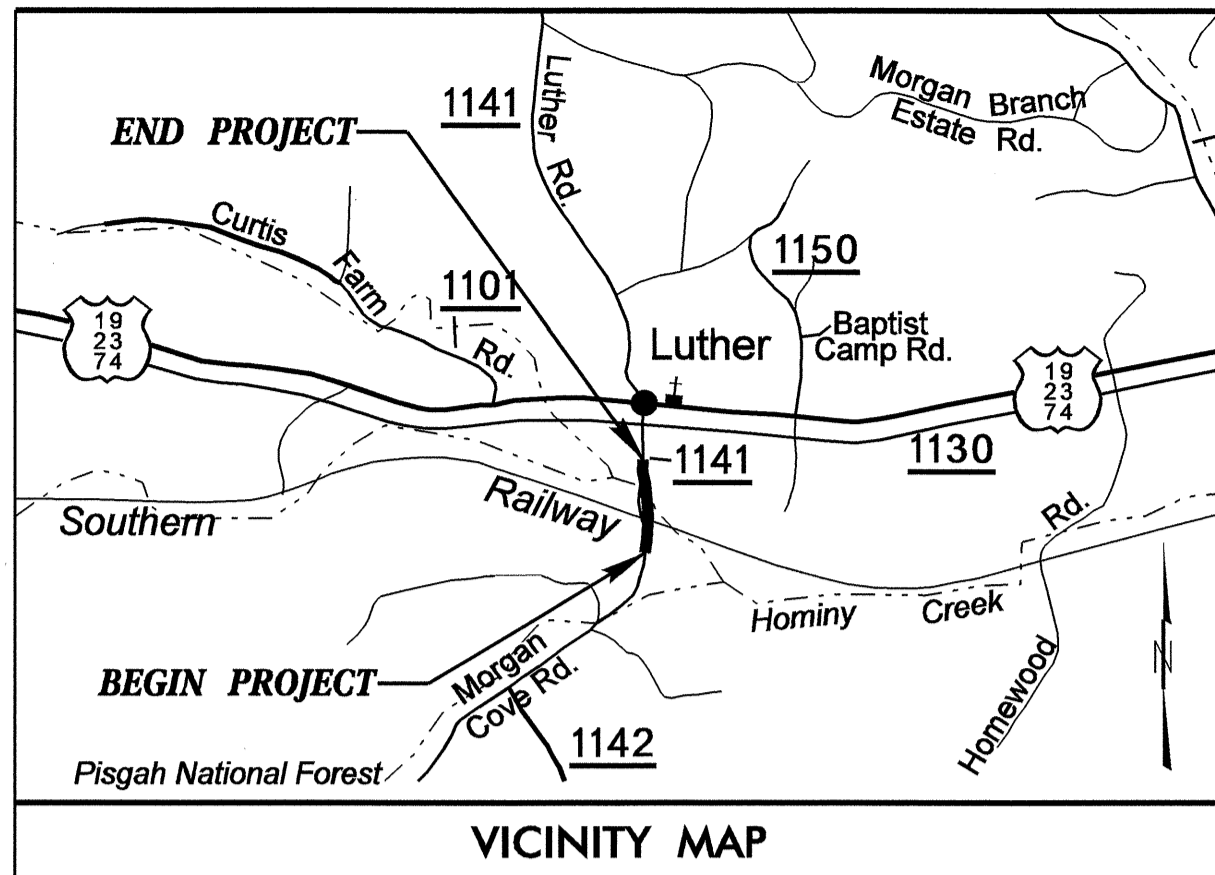 1141
Luther Rd.
END PROJECT
Morgan Branch
Estate Rd.
Curtis Farm Rd.
1101
1150
19
23
74
Luther
Baptist
Camp Rd.
19
23
74
1141
1130
Southern Railway
Hominy Creek
Homewood Rd.
N
BEGIN PROJECT
Morgan
Cove Rd.
1142
Pisgah National Forest
VICINITY MAP